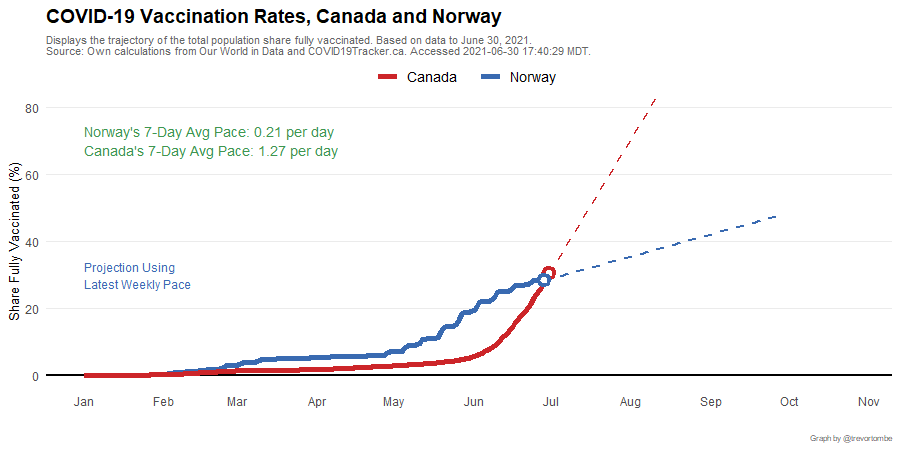 COVID-19 Vaccination Rates, Canada and Norway
Displays the trajectory of the total population share fully vaccinated. Based on data to June 30, 2021.
Source: Own calculations from Our World in Data and COVID19Tracker.ca. Accessed 2021-06-30 17:40:29 MDT.
Canada Norway
Norway's 7-Day Avg Pace: 0.21 per day
Canada's 7-Day Avg Pace: 1.27 per day
Projection Using
Latest Weekly Pace
Share Fully Vaccinated (%)
80
60
40
20
0
Jan Feb Mar Apr May Jun Jul Aug Sep Oct Nov
Graph by @trevortombe